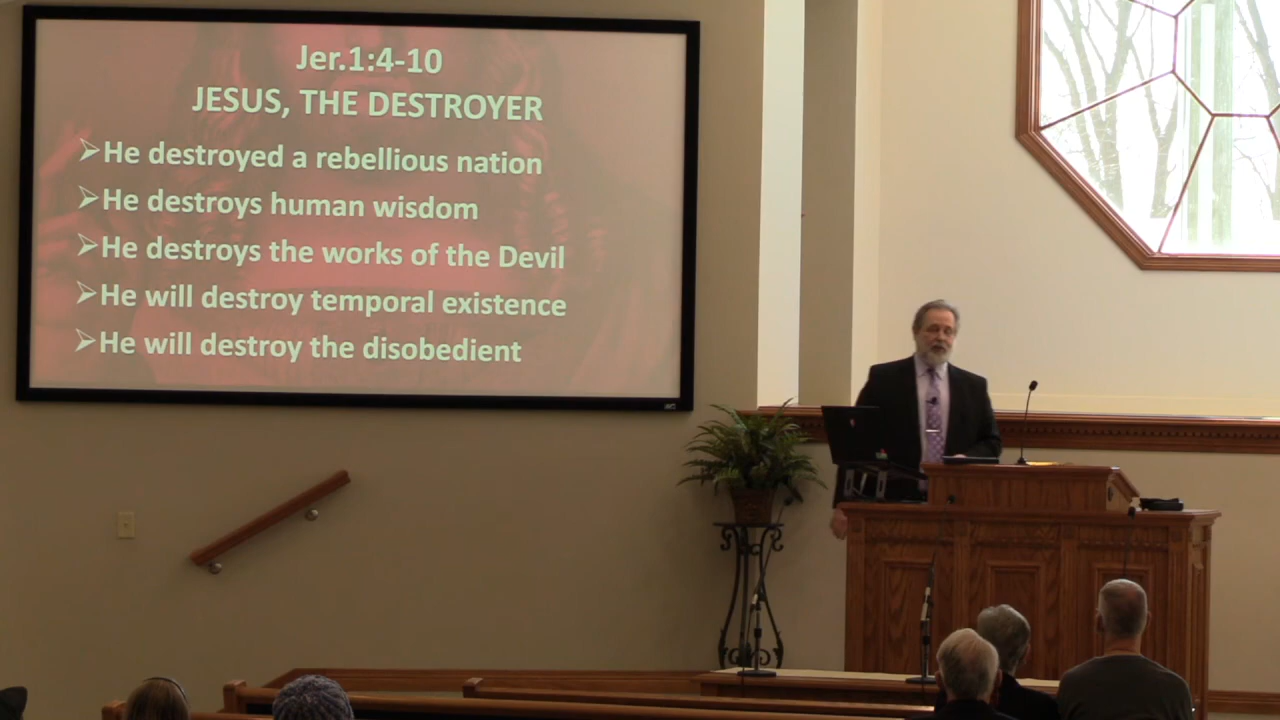 Jer.1:4-10
JESUS, THE DESTROYER
➢He destroyed a rebellious nation
➢He destroys human wisdom
➢He destroys the works of the Devil
➢He will destroy temporal existence
➢He will destroy the disobedient